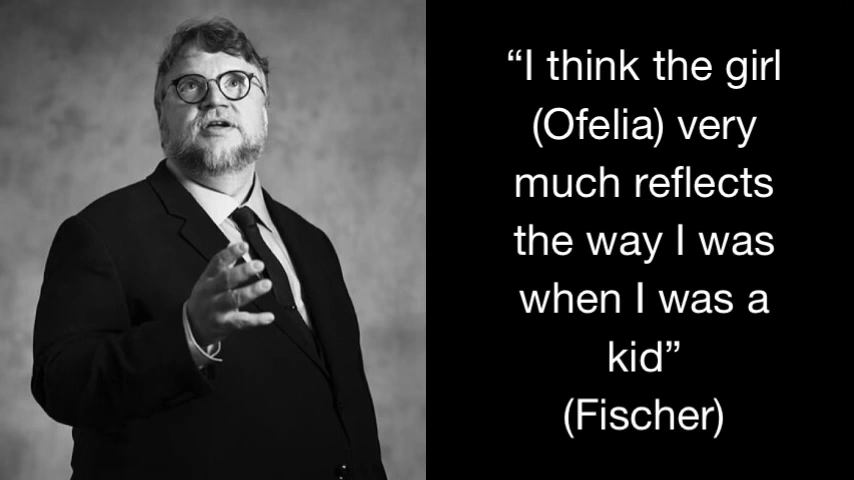 “I think the girl
(Ofelia) very
much reflects
the way I was
when I was a
kid”
(Fischer)